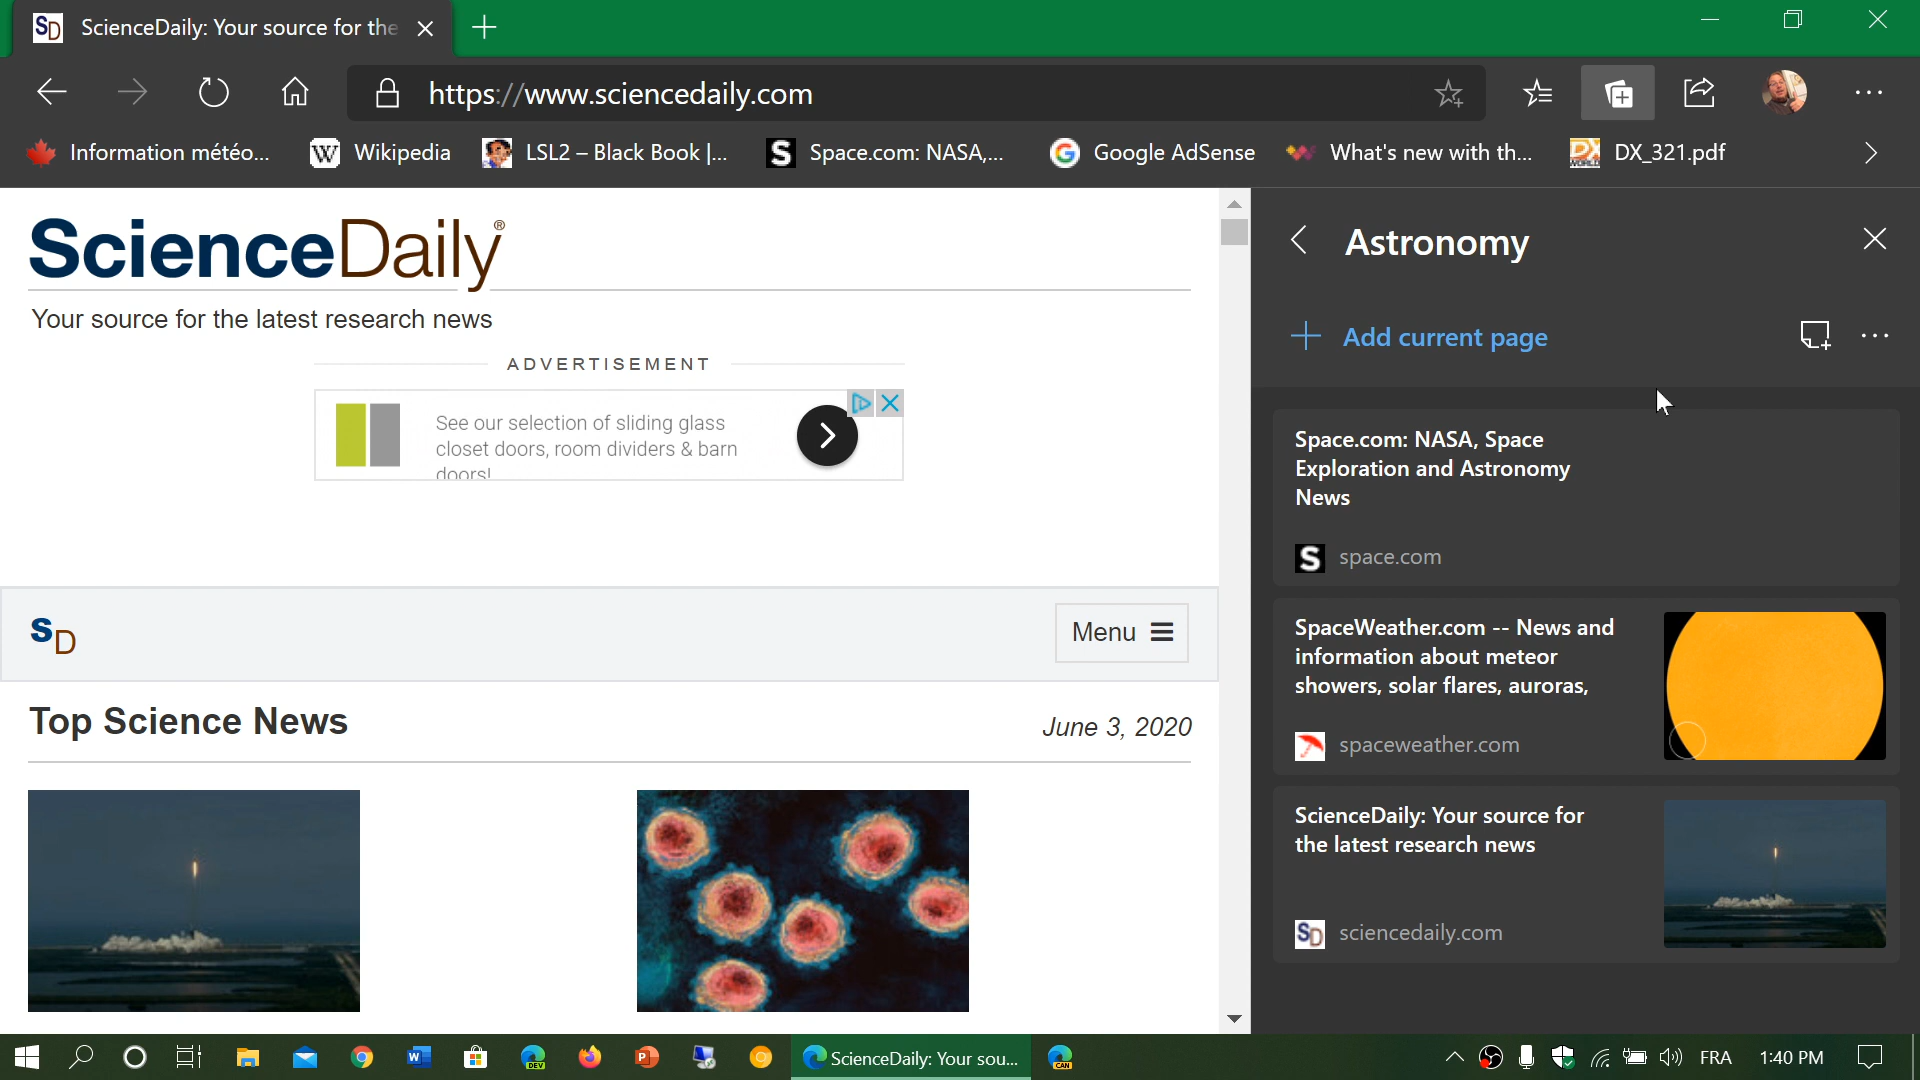 SD ScienceDaily: Your source for the
https://www.sciencedaily.com
Information météo...
W Wikipedia
LSL2 – Black Book |...
S Space.com: NASA,...
G Google AdSense
What's new with th...
DX_321.pdf
ScienceDaily®
Your source for the latest research news
ADVERTISEMENT
See our selection of sliding glass
closet doors, room dividers & barn
doors!
SD
Menu
Top Science News
June 3, 2020
Astronomy
Add current page
Space.com: NASA, Space
Exploration and Astronomy
News
S space.com
SpaceWeather.com -- News and
information about meteor
showers, solar flares, auroras,
spaceweather.com
ScienceDaily: Your source for
the latest research news
SD sciencedaily.com
W
DEV
P
ScienceDaily: Your sou...
CAN
FRA
1:40 PM